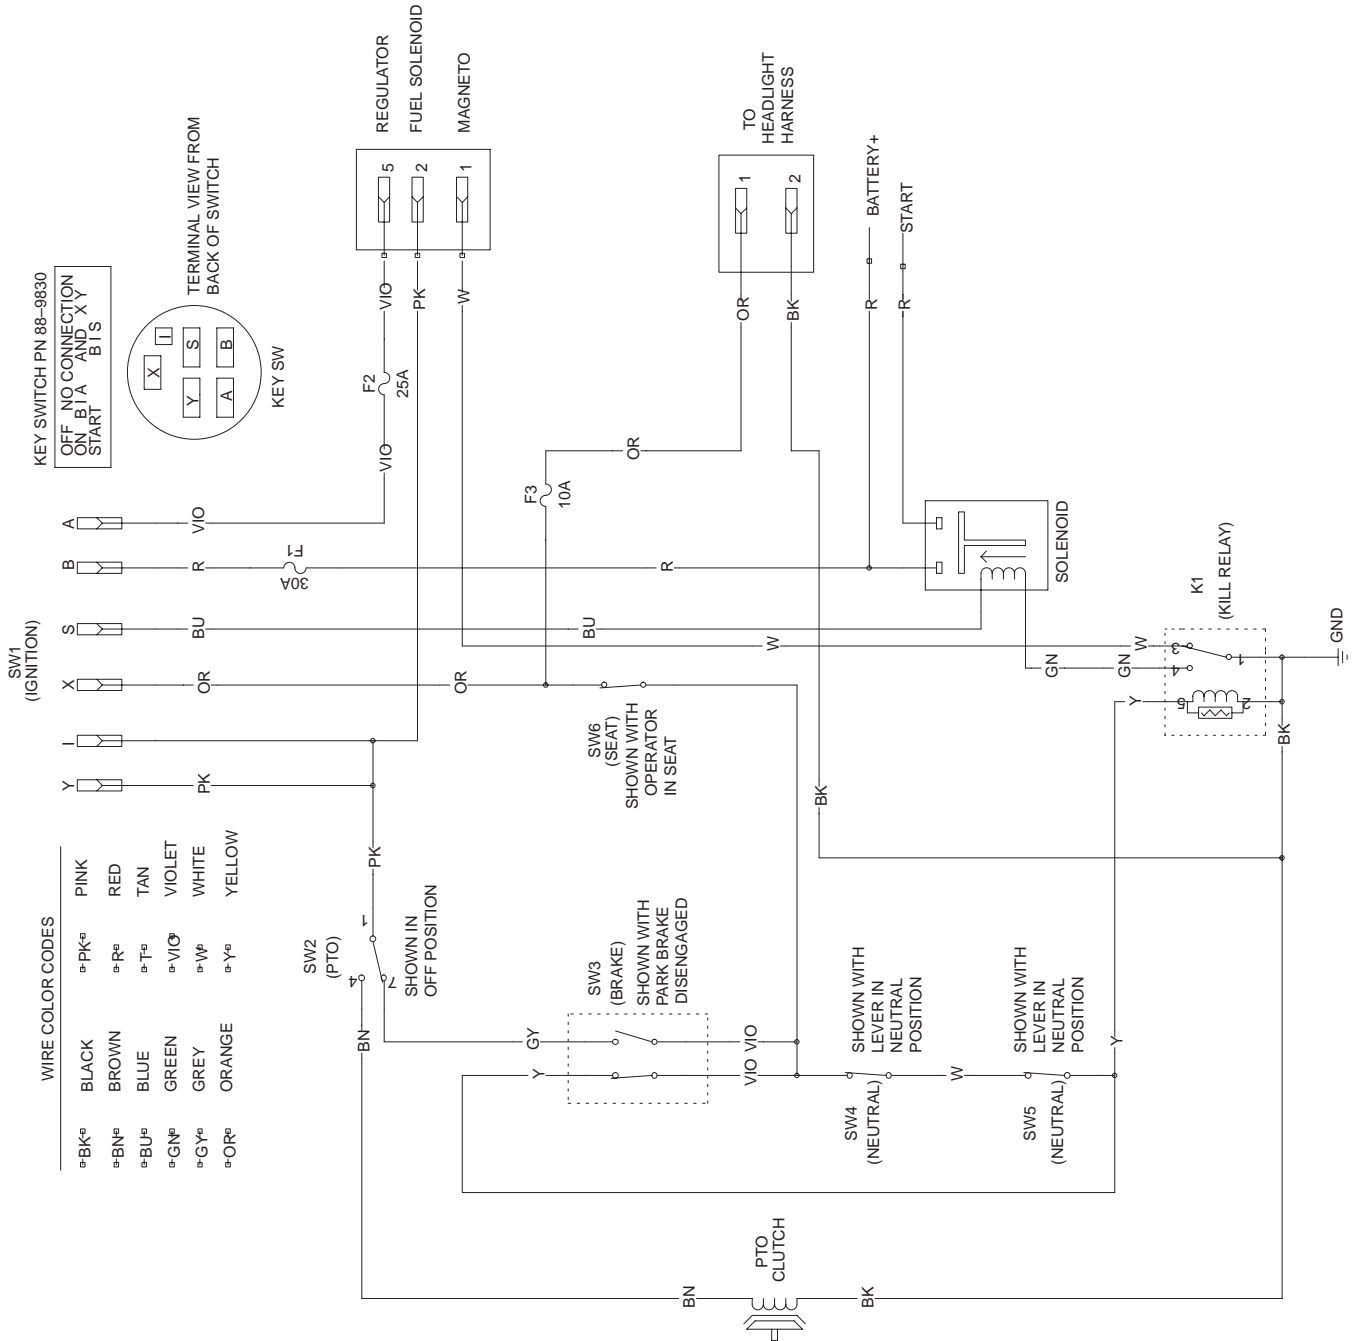 KEY SWITCH PN 88–9830
OFF NO CONNECTION
ON B I A AND X Y
START B I S
TERMINAL VIEW FROM
BACK OF SWITCH
X
I
Y
S
A
B
KEY SW
REGULATOR
FUEL SOLENOID
MAGNETO
5
2
1
VIO
PK
W
F2
25A
VIO
TO
HEADLIGHT
HARNESS
1
2
OR
BK
BATTERY+
START
R
R
SW1
(IGNITION)
A
B
S
X
I
Y
VIO
R
BU
OR
PK
F1
30A
F3
10A
OR
OR
R
BU
W
SOLENOID
K1
(KILL RELAY)
W
GN
GN
3
4
1
5
2
Y
BK
GND
SW6
(SEAT)
SHOWN WITH
OPERATOR
IN SEAT
BK
WIRE COLOR CODES
BK BLACK
BN BROWN
BU BLUE
GN GREEN
GY GREY
OR ORANGE
PK PINK
R RED
T TAN
VIO VIOLET
W WHITE
Y YELLOW
PK
SW2
(PTO)
1
4
7
SHOWN IN
OFF POSITION
BN
GY
Y
SW3
(BRAKE)
SHOWN WITH
PARK BRAKE
DISENGAGED
VIO
VIO
SW4
(NEUTRAL)
SHOWN WITH
LEVER IN
NEUTRAL
POSITION
W
SW5
(NEUTRAL)
SHOWN WITH
LEVER IN
NEUTRAL
POSITION
Y
PTO
CLUTCH
BN
BK